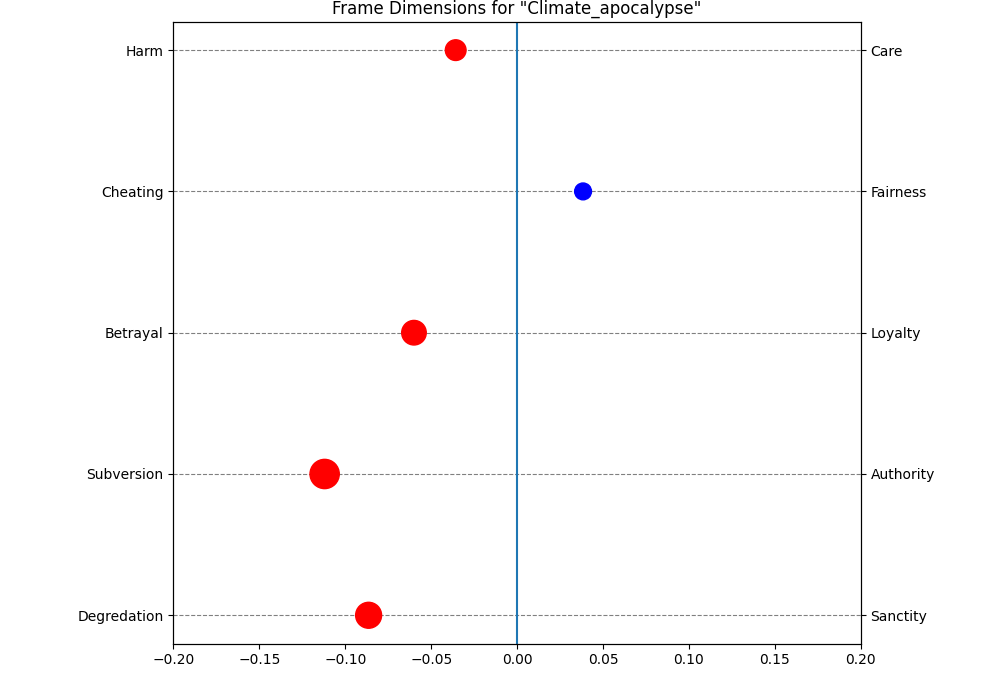 Frame Dimensions for "Climate_apocalypse"
Harm Care
Cheating Fairness
Betrayal Loyalty
Subversion Authority
Degredation Sanctity
−0.20 −0.15 −0.10 −0.05 0.00 0.05 0.10 0.15 0.20